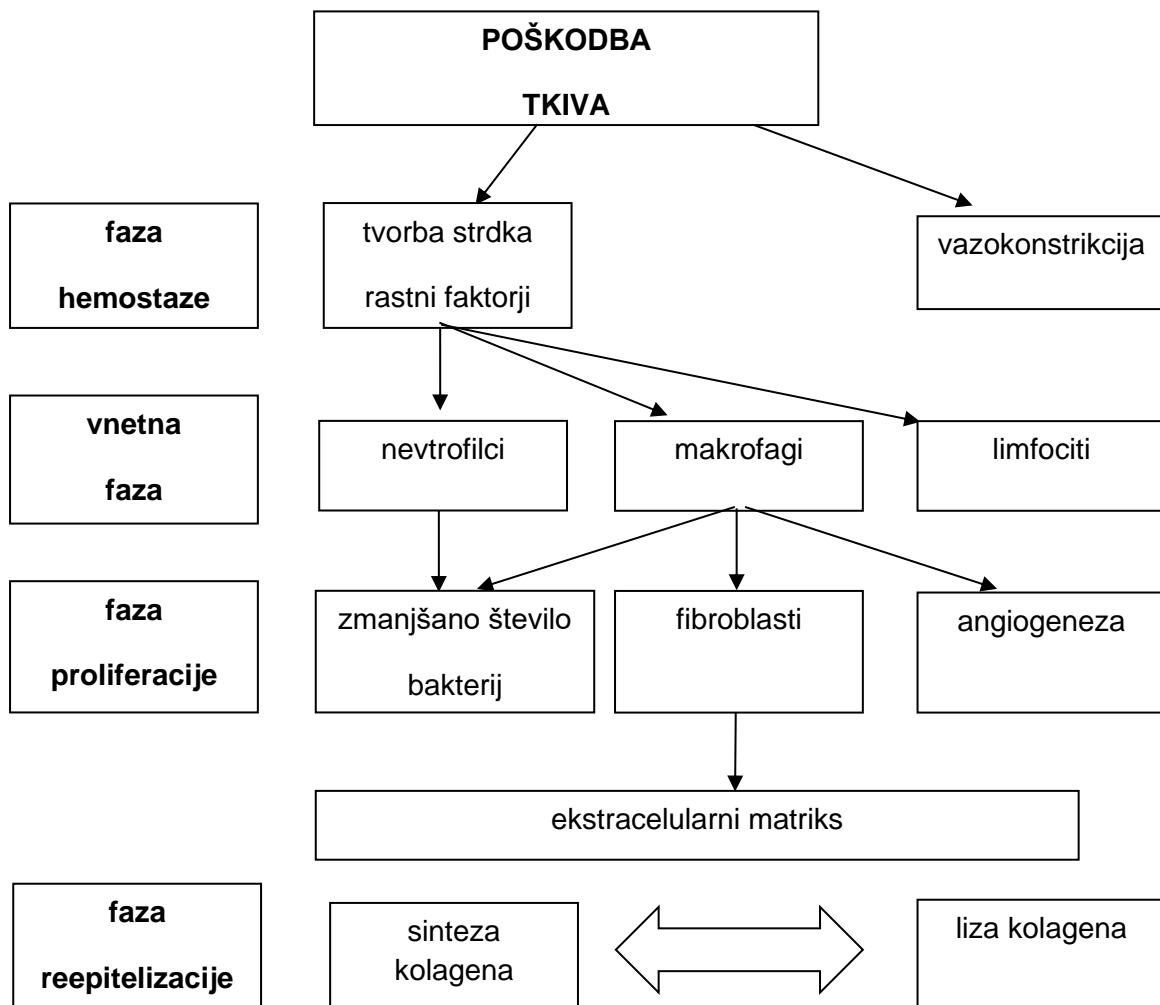 POŠKODBA
TKIVA
faza
hemostaze
tvorba strdka
rastni faktorji
vazokonstrikcija
vnetna
faza
nevtrofilci
makrofagi
limfociti
faza
proliferacije
zmanjšano število
bakterij
fibroblasti
angiogeneza
ekstracelularni matriks
faza
reepitelizacije
sinteza
kolagena
liza kolagena